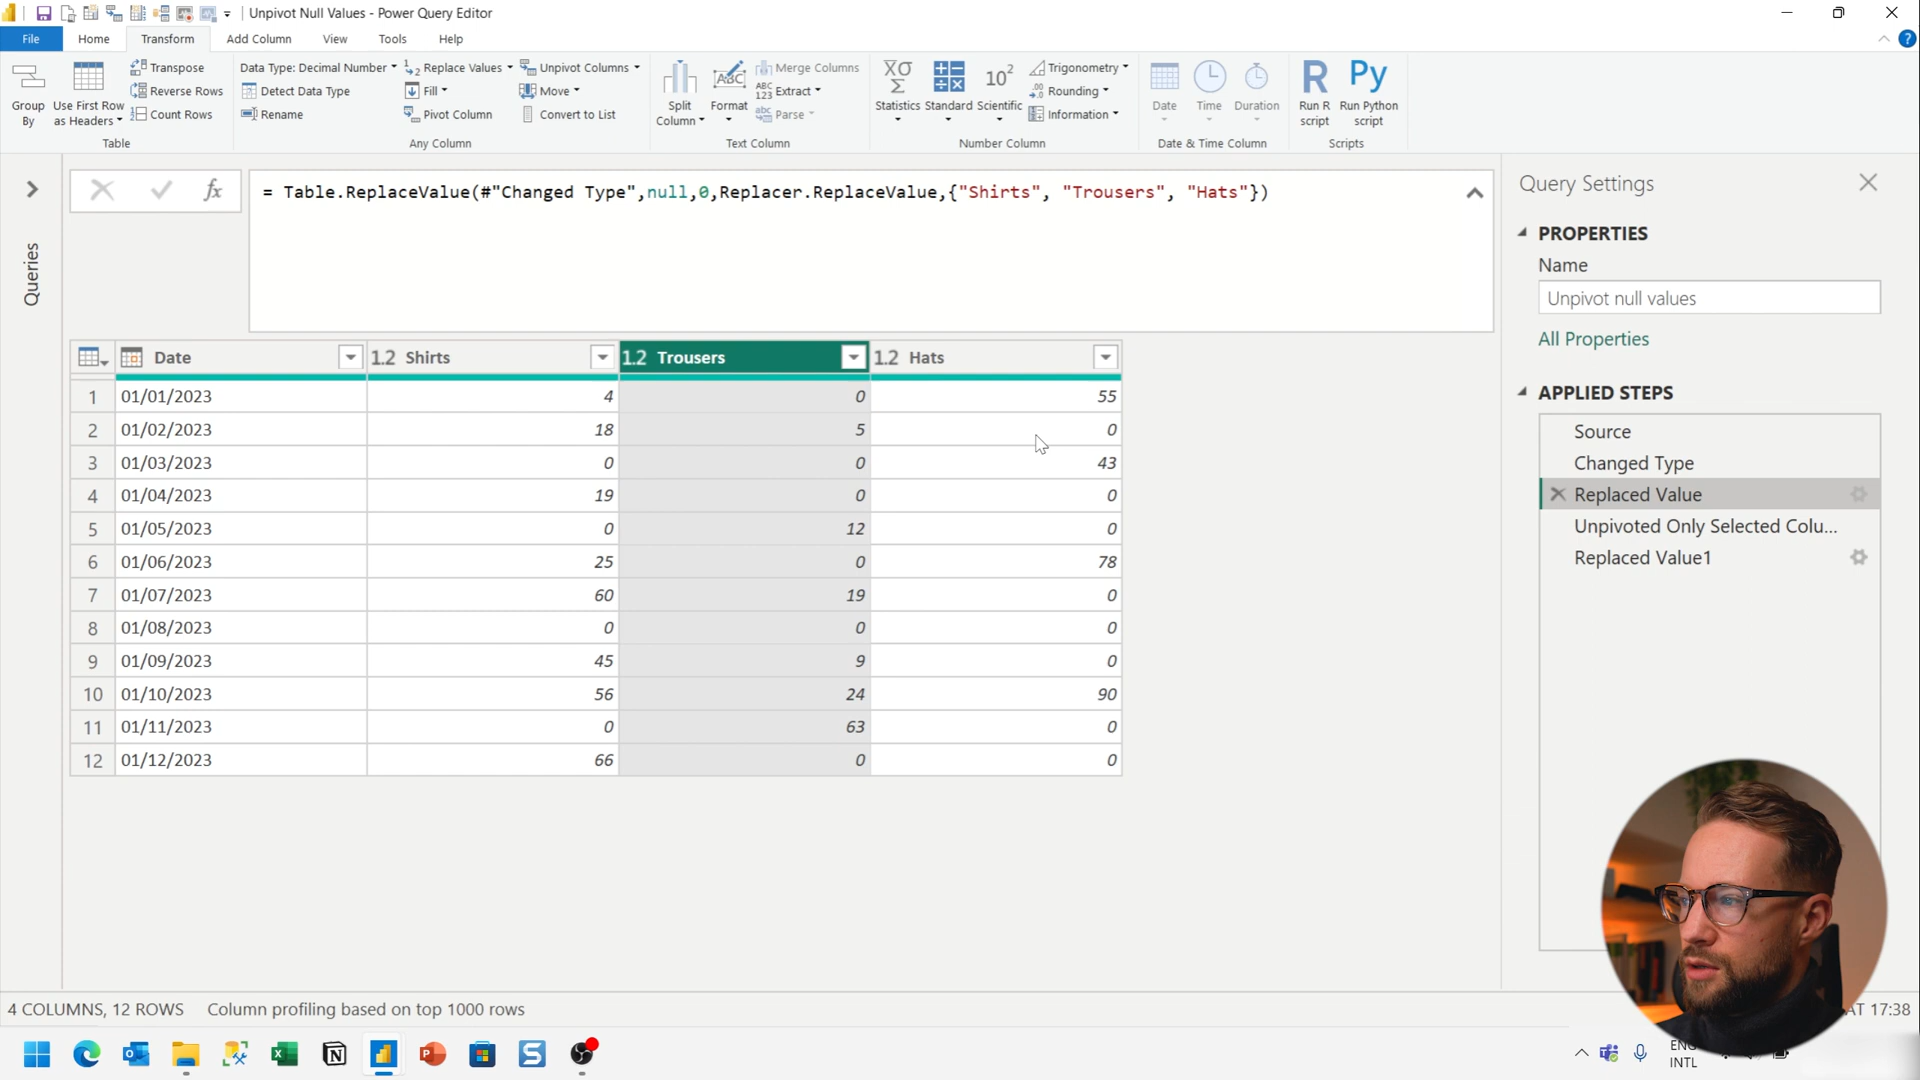 Unpivot Null Values - Power Query Editor
File Home Transform Add Column View Tools Help
Group By
Use First Row as Headers
Transpose
Reverse Rows
Count Rows
Table
Data Type: Decimal Number
Detect Data Type
Rename
Replace Values
Fill
Pivot Column
Unpivot Columns
Move
Convert to List
Any Column
Split Column
ABC
Format
Merge Columns
ABC 123 Extract
abc Parse
Text Column
XΣ
Statistics
Standard
10²
Scientific
Trigonometry
Rounding
Information
Number Column
Date
Time
Duration
Date & Time Column
R
Run R script
Py
Run Python script
Scripts
?
Queries
fx
= Table.ReplaceValue(#"Changed Type",null,0,Replacer.ReplaceValue,{"Shirts", "Trousers", "Hats"})
Date 1.2 Shirts 1.2 Trousers 1.2 Hats
1 01/01/2023 4 0 55
2 01/02/2023 18 5 0
3 01/03/2023 0 0 43
4 01/04/2023 19 0 0
5 01/05/2023 0 12 0
6 01/06/2023 25 0 78
7 01/07/2023 60 19 0
8 01/08/2023 0 0 0
9 01/09/2023 45 9 0
10 01/10/2023 56 24 90
11 01/11/2023 0 63 0
12 01/12/2023 66 0 0
Query Settings
PROPERTIES
Name
Unpivot null values
All Properties
APPLIED STEPS
Source
Changed Type
Replaced Value
Unpivoted Only Selected Colu...
Replaced Value1
4 COLUMNS, 12 ROWS Column profiling based on top 1000 rows
AT 17:38
INTL